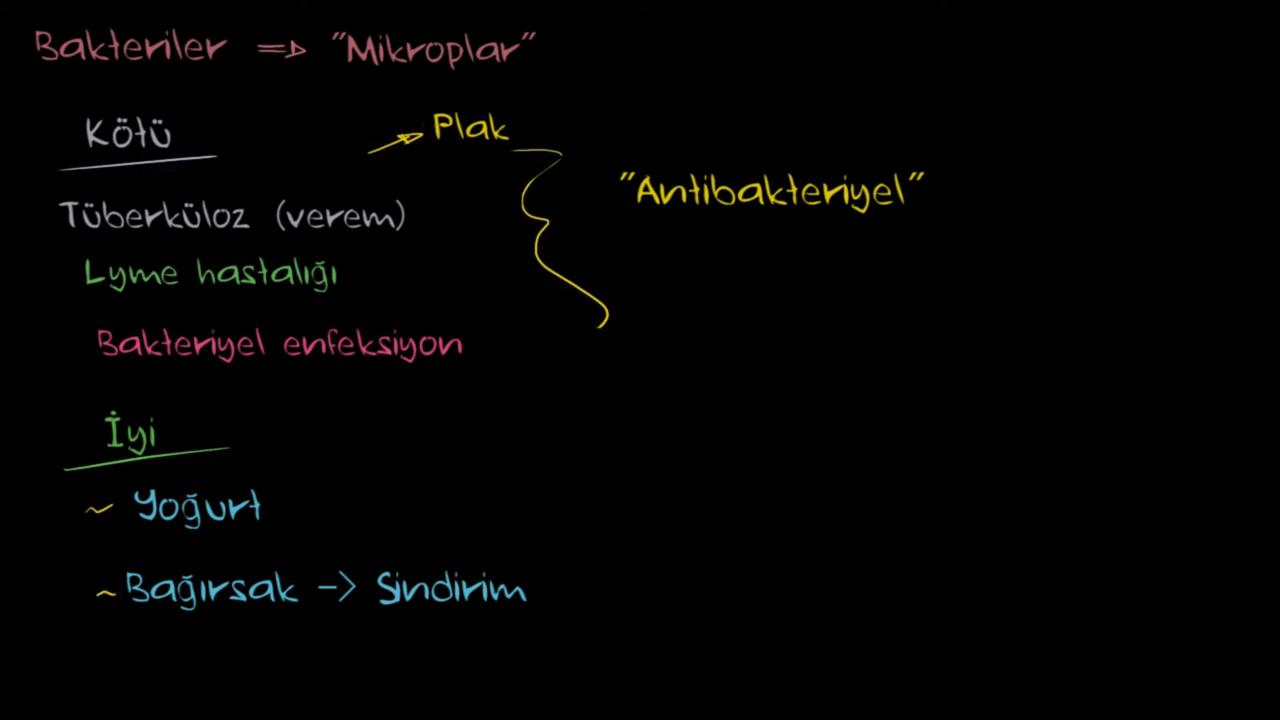 Bakteriler => "Mikroplar"
Kötü
Plak
"Antibakteriyel"
Tüberküloz (verem)
Lyme hastalığı
Bakteriyel enfeksiyon
İyi
~ Yoğurt
~ Bağırsak -> Sindirim